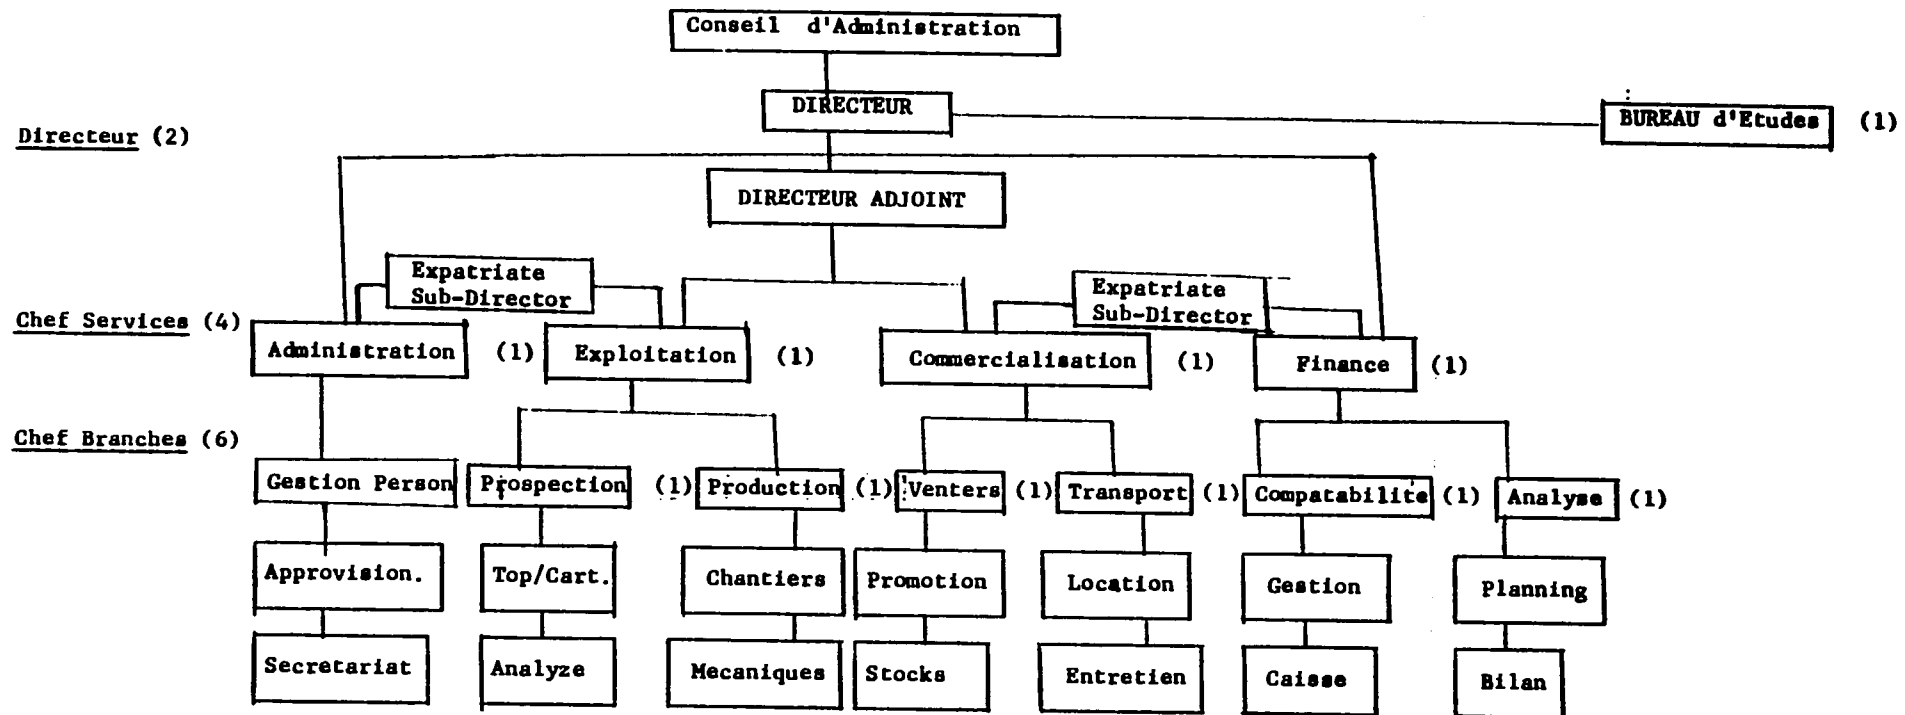 Conseil d'Administration
DIRECTEUR
BUREAU d'Etudes (1)
Directeur (2)
DIRECTEUR ADJOINT
Expatriate
Sub-Director
Expatriate
Sub-Director
Chef Services (4)
Administration (1) Exploitation (1) Commercialisation (1) Finance (1)
Chef Branches (6)
Gestion Person Prospection (1) Production (1) Venters (1) Transport (1) Compatabilite (1) Analyse (1)
Approvision. Top/Cart. Chantiers Promotion Location Gestion Planning
Secretariat Analyze Mecaniques Stocks Entretien Caisse Bilan